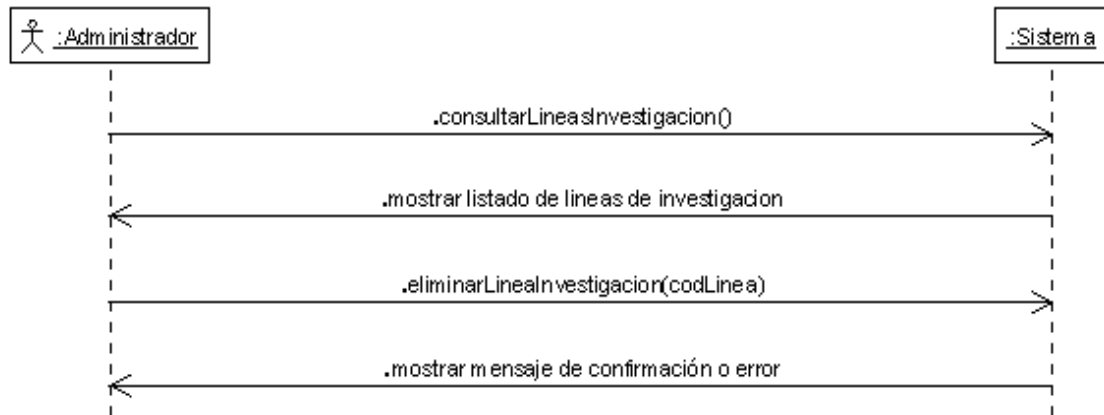 :Administrador
:Sistema
.consultarLineasInvestigacion()
.mostrar listado de lineas de investigacion
.eliminarLineaInvestigacion(codLinea)
.mostrar mensaje de confirmación o error